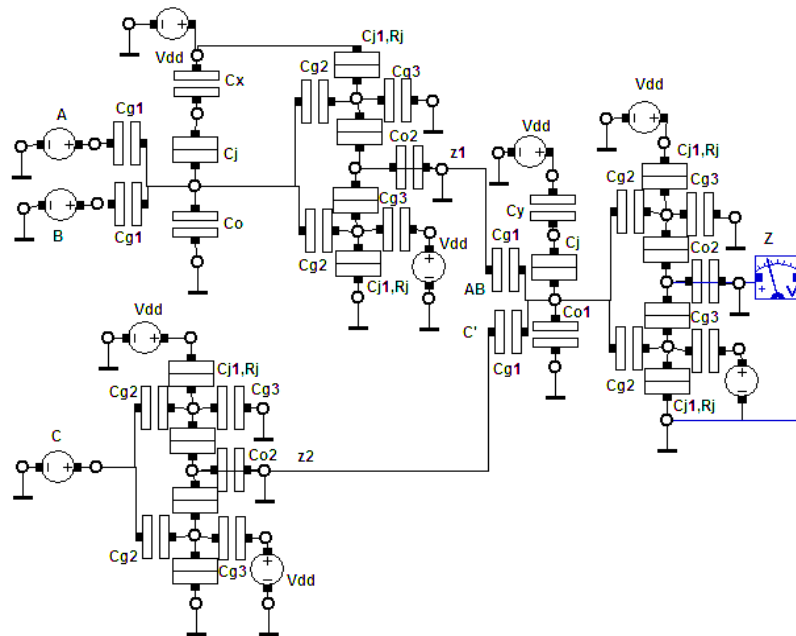 Vdd
Cj1,Rj
Cx
Cg2
Cg3
Cg1
A
Vdd
Vdd
Cj
Co2
z1
Cj1,Rj
Cg2
Cg3
B
Cg1
Co
Cg3
Cy
Cg1
Cj
Co2
Z
V
Cg2
Vdd
Cj1,Rj
AB
Co1
Cg3
C'
Cg1
Cg2
Cj1,Rj
Vdd
Cj1,Rj
Cg2
Cg3
C
Co2
z2
Cg2
Cg3
Vdd